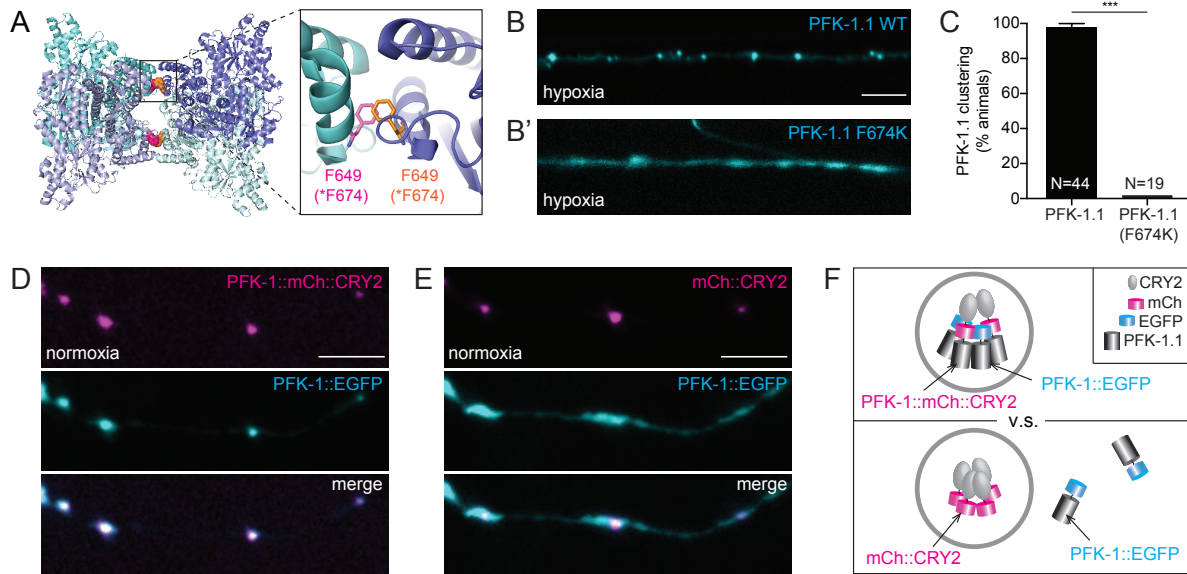 A
F649
(*F674)
F649
(*F674)
B
PFK-1.1 WT
hypoxia
B'
PFK-1.1 F674K
hypoxia
C
***
PFK-1.1 clustering
(% animals)
100
80
60
40
20
0
N=44
N=19
PFK-1.1
PFK-1.1
(F674K)
D
PFK-1::mCh::CRY2
normoxia
PFK-1::EGFP
merge
E
mCh::CRY2
normoxia
PFK-1::EGFP
merge
F
CRY2
mCh
EGFP
PFK-1.1
PFK-1::EGFP
PFK-1::mCh::CRY2
v.s.
mCh::CRY2
PFK-1::EGFP